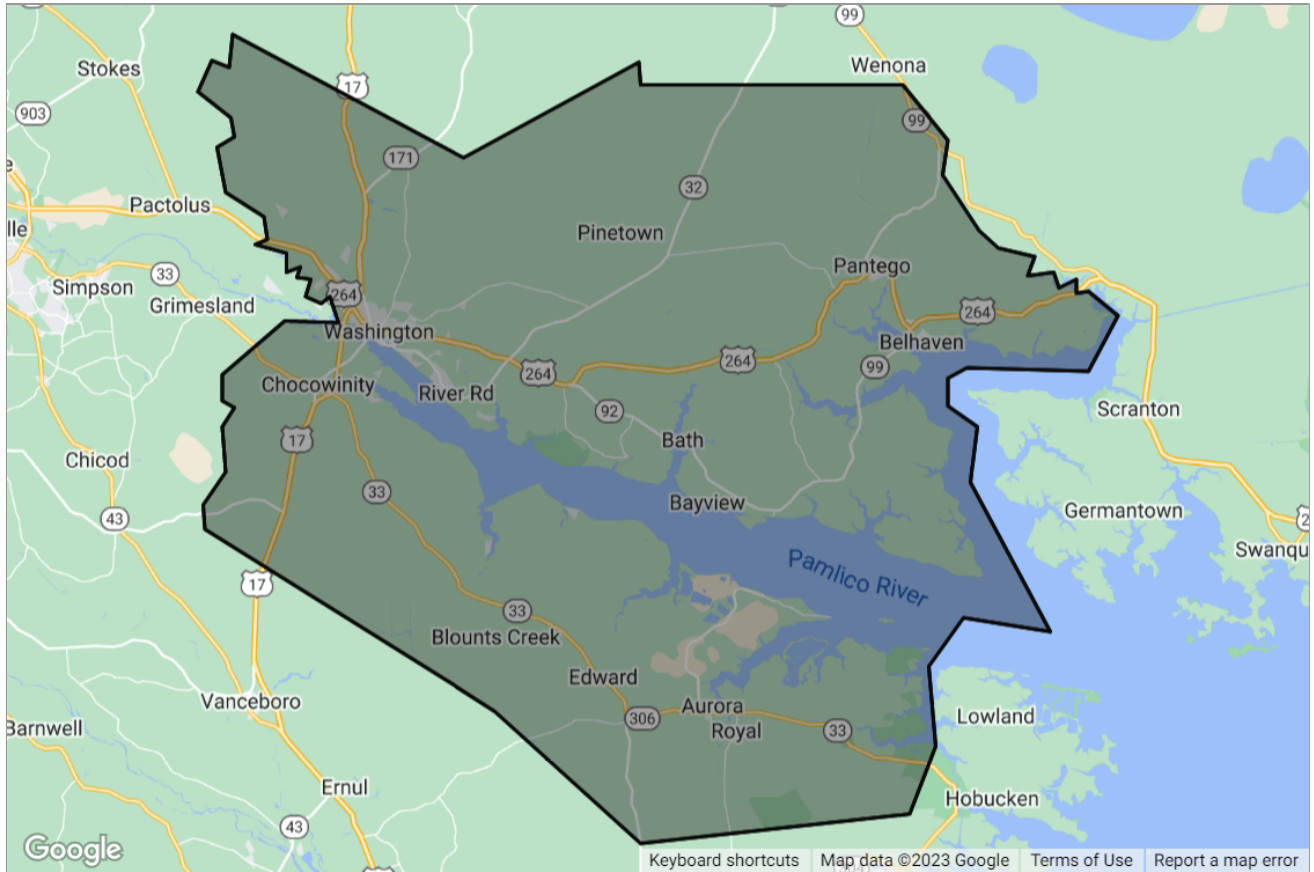 99
Wenona
Stokes
17
903
99
171
e
32
Pactolus
lle
Pinetown
Pantego
33
Simpson
Grimesland
264
264
Washington
Belhaven
264
264
99
Chocowinity
River Rd
92
Scranton
17
Bath
Chicod
33
Bayview
Germantown
43
2
Swanqu
Pamlico River
17
33
Blounts Creek
Edward
Vanceboro
Aurora
306
Royal
33
Lowland
Barnwell
Ernul
Hobucken
43
Google
Keyboard shortcuts
Map data ©2023 Google
Terms of Use
Report a map error